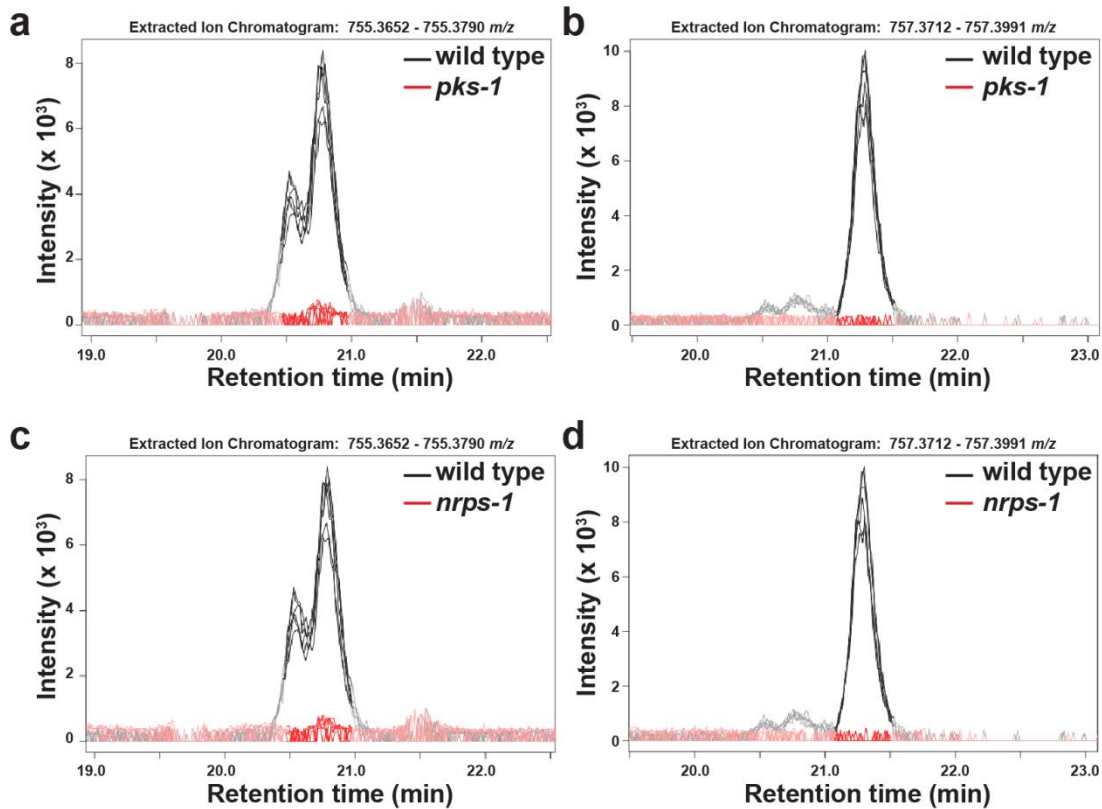 a
Extracted Ion Chromatogram: 755.3652 - 755.3790 m/z
wild type
pks-1
Intensity (x 10³)
8
6
4
2
0
19.0 20.0 21.0 22.0
Retention time (min)
b
Extracted Ion Chromatogram: 757.3712 - 757.3991 m/z
wild type
pks-1
Intensity (x 10³)
10
8
6
4
2
0
20.0 21.0 22.0 23.0
Retention time (min)
c
Extracted Ion Chromatogram: 755.3652 - 755.3790 m/z
wild type
nrps-1
Intensity (x 10³)
8
6
4
2
0
19.0 20.0 21.0 22.0
Retention time (min)
d
Extracted Ion Chromatogram: 757.3712 - 757.3991 m/z
wild type
nrps-1
Intensity (x 10³)
10
8
6
4
2
0
20.0 21.0 22.0 23.0
Retention time (min)